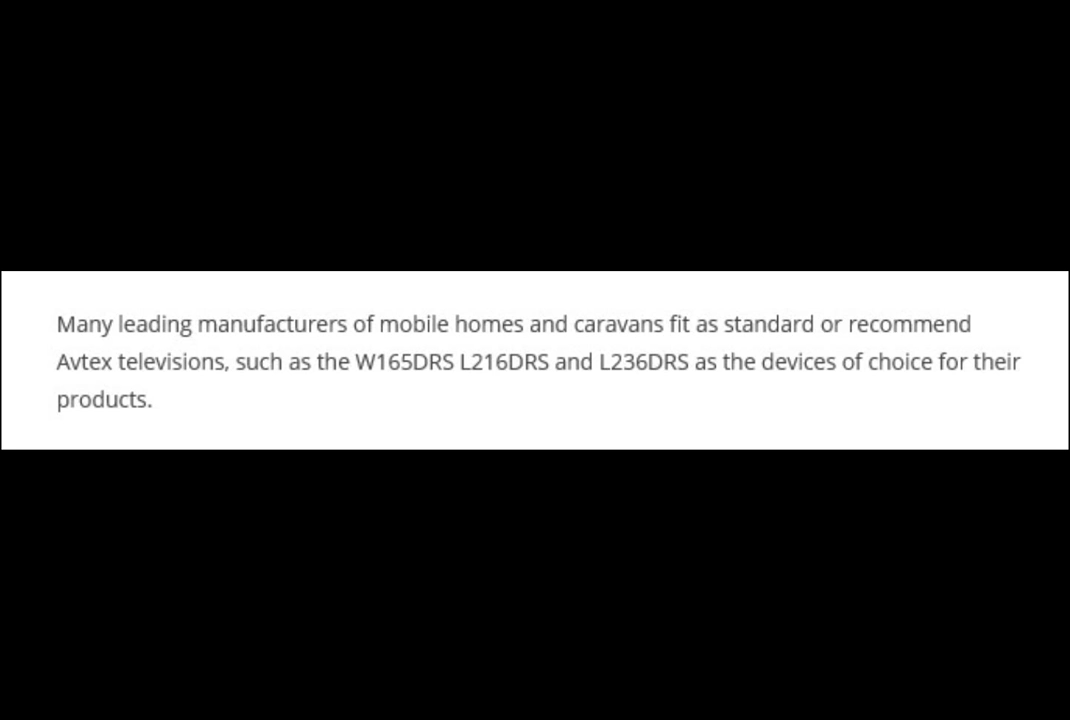 Many leading manufacturers of mobile homes and caravans fit as standard or recommend
Avtex televisions, such as the W165DRS L216DRS and L236DRS as the devices of choice for their
products.